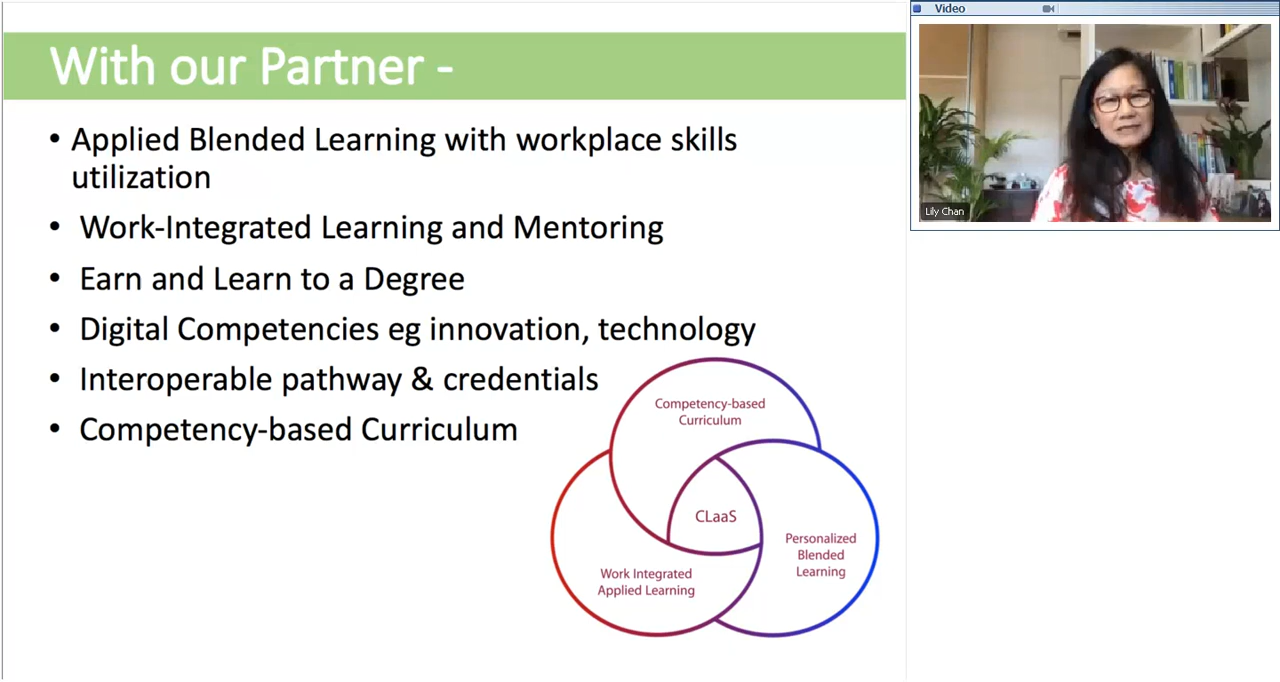 With our Partner -
• Applied Blended Learning with workplace skills
utilization
• Work-Integrated Learning and Mentoring
• Earn and Learn to a Degree
• Digital Competencies eg innovation, technology
• Interoperable pathway & credentials
• Competency-based Curriculum
Competency-based
Curriculum
CLaaS
Personalized
Blended
Learning
Work Integrated
Applied Learning
Video
Lily Chan